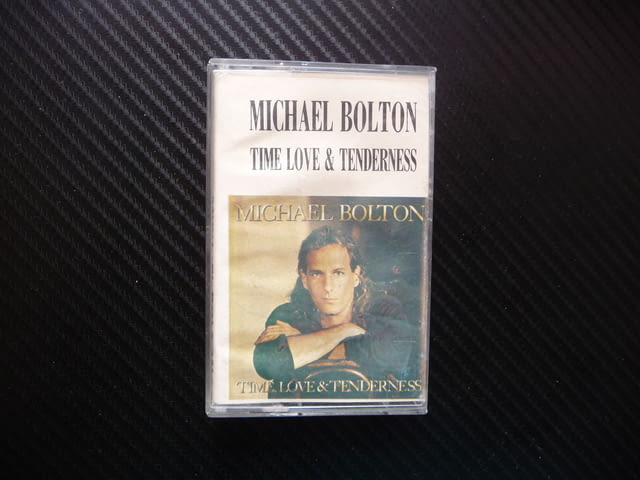 MICHAEL BOLTON
TIME LOVE & TENDERNESS
MICHAEL BOLTON
TIME, LOVE & TENDERNESS